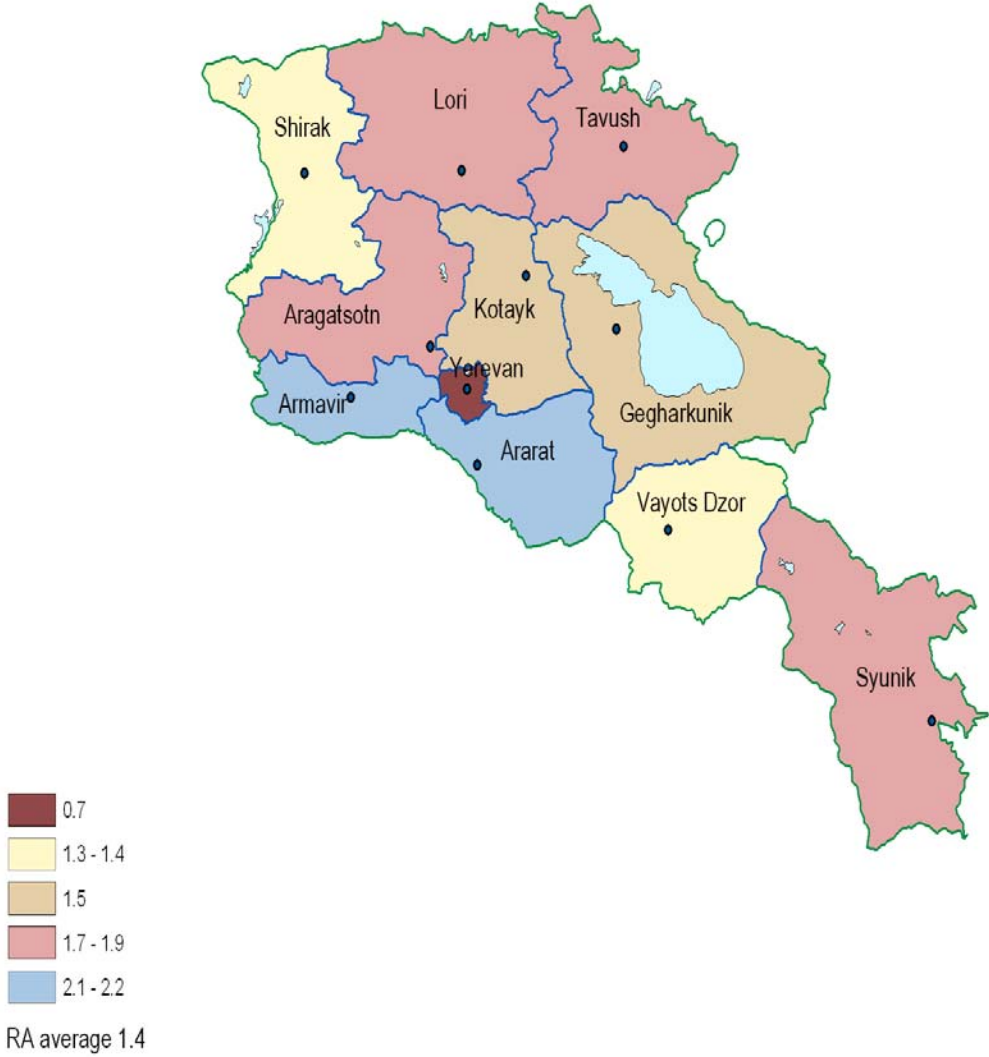 Lori
Tavush
Shirak
Aragatsotn
Kotayk
Yerevan
Armavir
Gegharkunik
Ararat
Vayots Dzor
Syunik
0.7
1.3 - 1.4
1.5
1.7 - 1.9
2.1 - 2.2
RA average 1.4